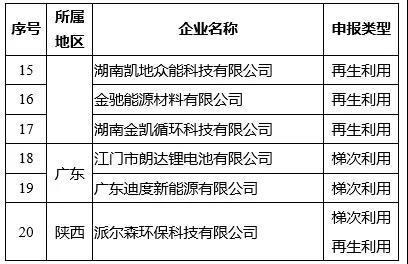 序号 所属地区 企业名称 申报类型
15 湖南凯地众能科技有限公司 再生利用
16 金驰能源材料有限公司 再生利用
17 湖南金凯循环科技有限公司 再生利用
18 广东 江门市朗达锂电池有限公司 梯次利用
19 广东迪度新能源有限公司 梯次利用
20 陕西 派尔森环保科技有限公司 梯次利用
再生利用